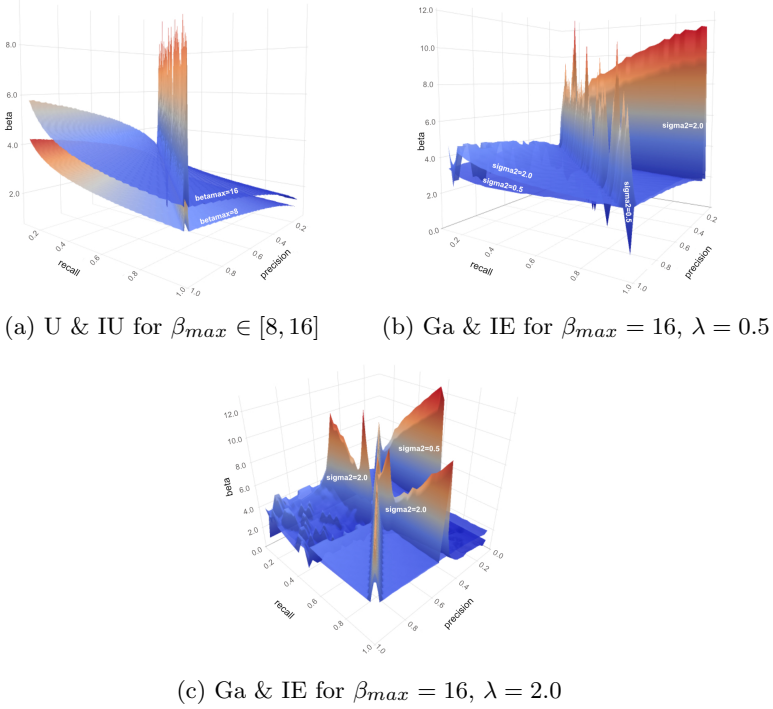 8.0
6.0
4.0
2.0
beta
betamax=16
betamax=8
0.2
0.4
0.6
0.8
1.0
recall
0.2
0.4
0.6
0.8
1.0
precision
(a) U & IU for βmax ∈ [8, 16]
12.0
10.0
8.0
6.0
4.0
2.0
0.0
beta
sigma2=2.0
sigma2=2.0
sigma2=0.5
sigma2=0.5
0.2
0.4
0.6
0.8
1.0
recall
0.2
0.4
0.6
0.8
1.0
precision
(b) Ga & IE for βmax = 16, λ = 0.5
12.0
10.0
8.0
6.0
4.0
2.0
0.0
beta
sigma2=0.5
sigma2=2.0
sigma2=2.0
0.2
0.4
0.6
0.8
1.0
recall
0.0
0.2
0.4
0.6
0.8
1.0
precision
(c) Ga & IE for βmax = 16, λ = 2.0